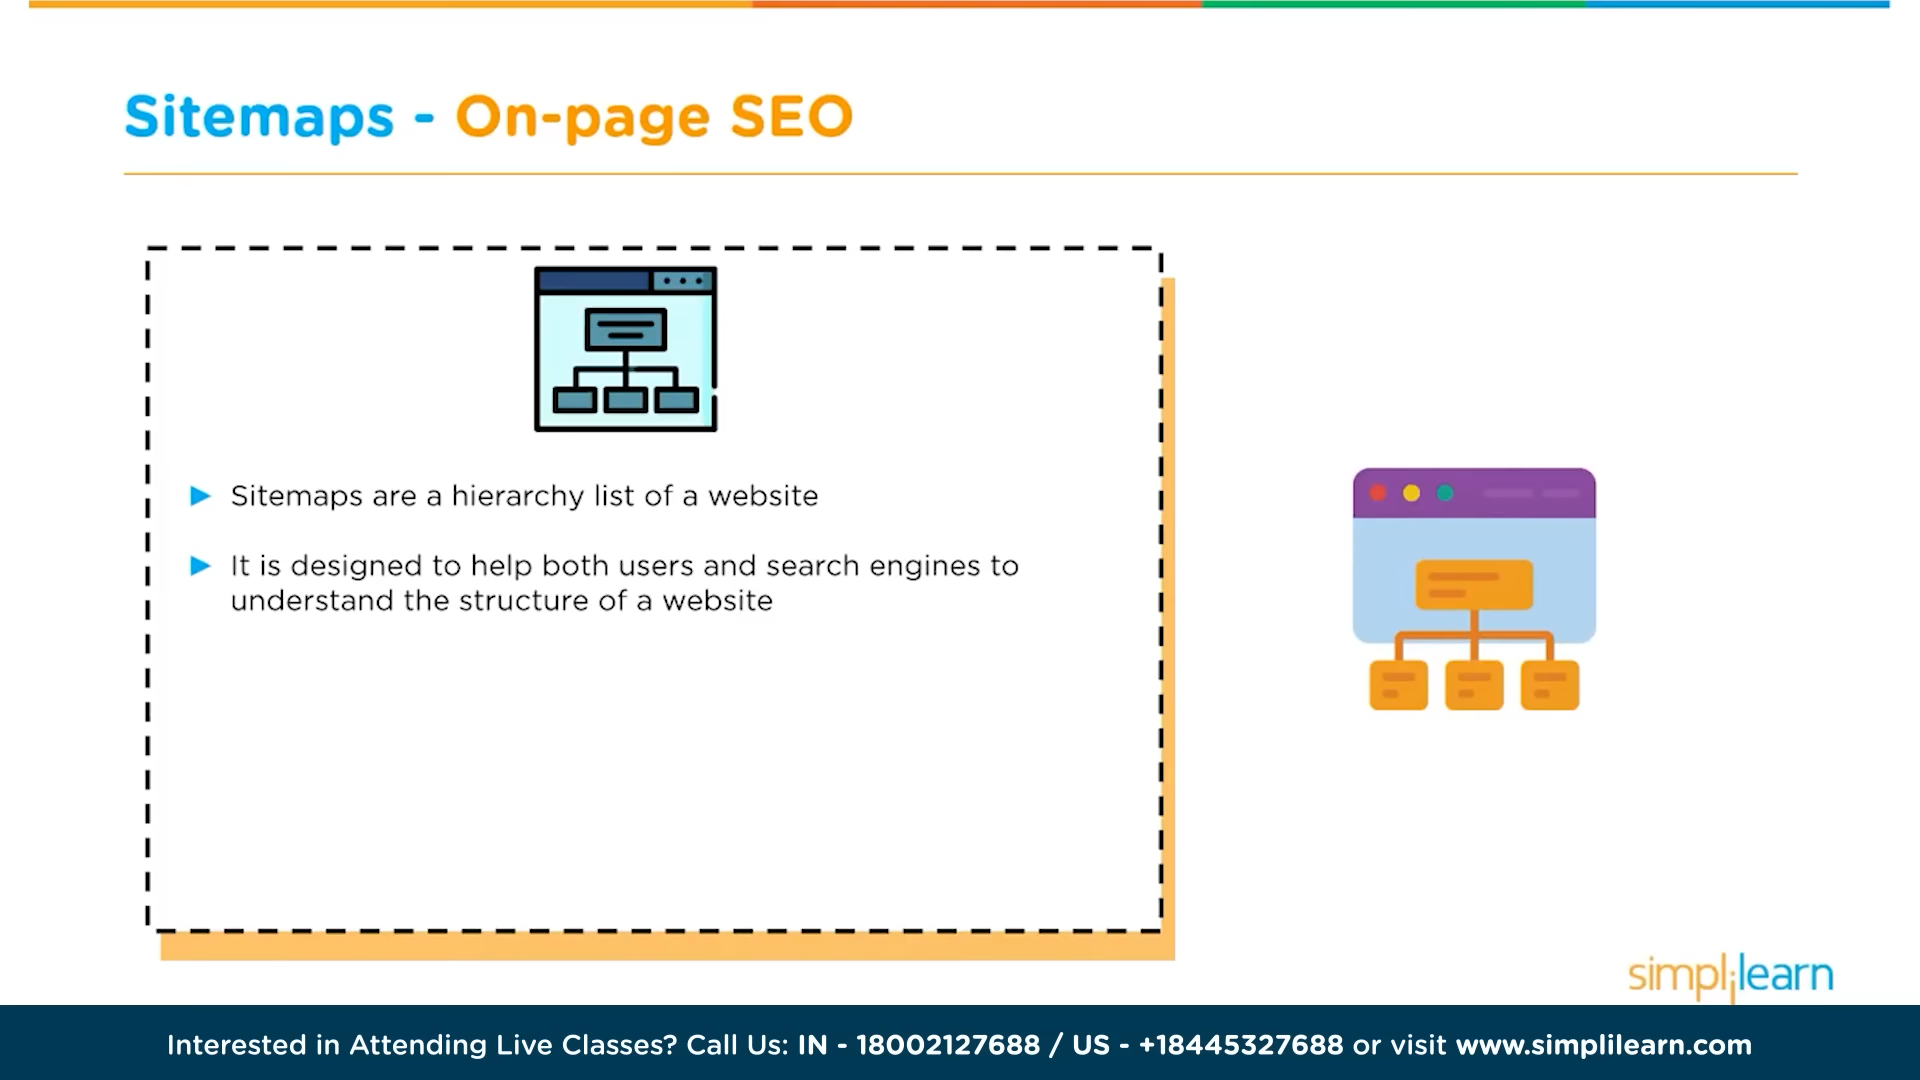 Sitemaps - On-page SEO
Sitemaps are a hierarchy list of a website
It is designed to help both users and search engines to
understand the structure of a website
simplilearn
Interested in Attending Live Classes? Call Us: IN - 18002127688 / US - +18445327688 or visit www.simplilearn.com